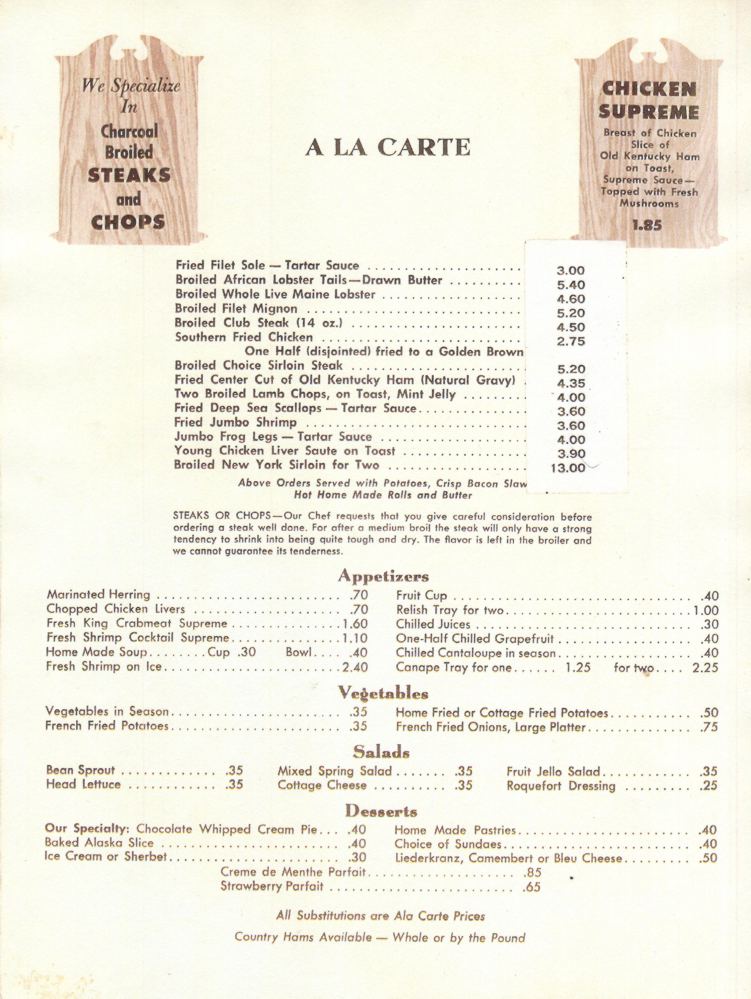 We Specialize
In
Charcoal
Broiled
STEAKS
and
CHOPS
A LA CARTE
CHICKEN
SUPREME
Breast of Chicken
Slice of
Old Kentucky Ham
on Toast,
Supreme Sauce—
Topped with Fresh
Mushrooms
1.85
Fried Filet Sole — Tartar Sauce .................... 3.00
Broiled African Lobster Tails—Drawn Butter .......... 5.40
Broiled Whole Live Maine Lobster ................... 4.60
Broiled Filet Mignon ............................ 5.20
Broiled Club Steak (14 oz.) ....................... 4.50
Southern Fried Chicken .......................... 2.75
One Half (disjointed) fried to a Golden Brown
Broiled Choice Sirloin Steak ....................... 5.20
Fried Center Cut of Old Kentucky Ham (Natural Gravy) . 4.35
Two Broiled Lamb Chops, on Toast, Mint Jelly ........ 4.00
Fried Deep Sea Scallops — Tartar Sauce.............. 3.60
Fried Jumbo Shrimp ............................. 3.60
Jumbo Frog Legs — Tartar Sauce ................... 4.00
Young Chicken Liver Saute on Toast ................ 3.90
Broiled New York Sirloin for Two .................. 13.00
Above Orders Served with Potatoes, Crisp Bacon Slaw
Hot Home Made Rolls and Butter
STEAKS OR CHOPS—Our Chef requests that you give careful consideration before
ordering a steak well done. For after a medium broil the steak will only have a strong
tendency to shrink into being quite tough and dry. The flavor is left in the broiler and
we cannot guarantee its tenderness.
Appetizers
Marinated Herring .......................... .70
Chopped Chicken Livers ..................... .70
Fresh King Crabmeat Supreme ................1.60
Fresh Shrimp Cocktail Supreme...............1.10
Home Made Soup........Cup .30 Bowl.... .40
Fresh Shrimp on Ice.........................2.40
Fruit Cup .................................. .40
Relish Tray for two..........................1.00
Chilled Juices ............................... .30
One-Half Chilled Grapefruit ................... .40
Chilled Cantaloupe in season................... .40
Canape Tray for one...... 1.25 for two.... 2.25
Vegetables
Vegetables in Season......................... .35
French Fried Potatoes......................... .35
Home Fried or Cottage Fried Potatoes........... .50
French Fried Onions, Large Platter.............. .75
Salads
Bean Sprout ............. .35
Head Lettuce ............ .35
Mixed Spring Salad ....... .35
Cottage Cheese .......... .35
Fruit Jello Salad............ .35
Roquefort Dressing ......... .25
Desserts
Our Specialty: Chocolate Whipped Cream Pie... .40
Baked Alaska Slice .......................... .40
Ice Cream or Sherbet......................... .30
Home Made Pastries......................... .40
Choice of Sundaes........................... .40
Liederkranz, Camembert or Bleu Cheese......... .50
Creme de Menthe Parfait..................... .85
Strawberry Parfait .......................... .65
All Substitutions are Ala Carte Prices
Country Hams Available — Whole or by the Pound